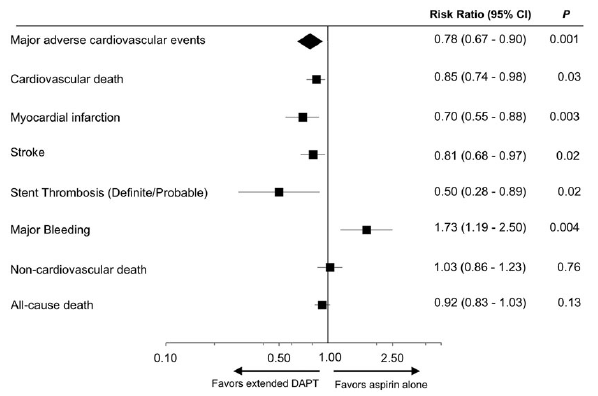 Risk Ratio (95% CI) P
Major adverse cardiovascular events 0.78 (0.67 - 0.90) 0.001
Cardiovascular death 0.85 (0.74 - 0.98) 0.03
Myocardial infarction 0.70 (0.55 - 0.88) 0.003
Stroke 0.81 (0.68 - 0.97) 0.02
Stent Thrombosis (Definite/Probable) 0.50 (0.28 - 0.89) 0.02
Major Bleeding 1.73 (1.19 - 2.50) 0.004
Non-cardiovascular death 1.03 (0.86 - 1.23) 0.76
All-cause death 0.92 (0.83 - 1.03) 0.13
0.10 0.50 1.00 2.50
Favors extended DAPT Favors aspirin alone